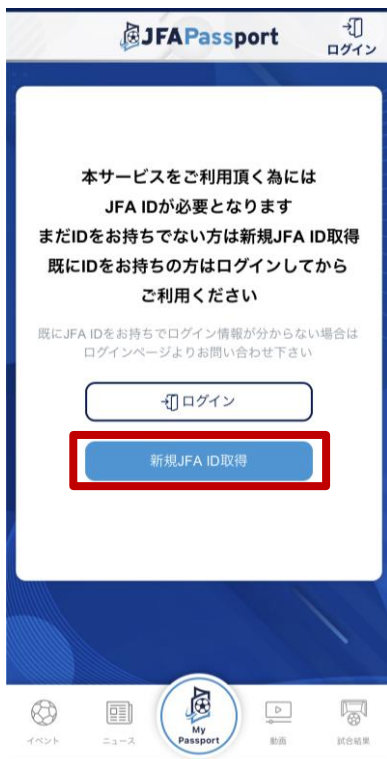 JFAPassport
ログイン
本サービスをご利用頂く為には
JFA IDが必要となります
まだIDをお持ちでない方は新規JFA ID取得
既にIDをお持ちの方はログインしてから
ご利用ください
既にJFA IDをお持ちでログイン情報が分からない場合は
ログインページよりお問い合わせ下さい
ログイン
新規JFA ID取得
イベント
ニュース
My
Passport
動画
試合結果